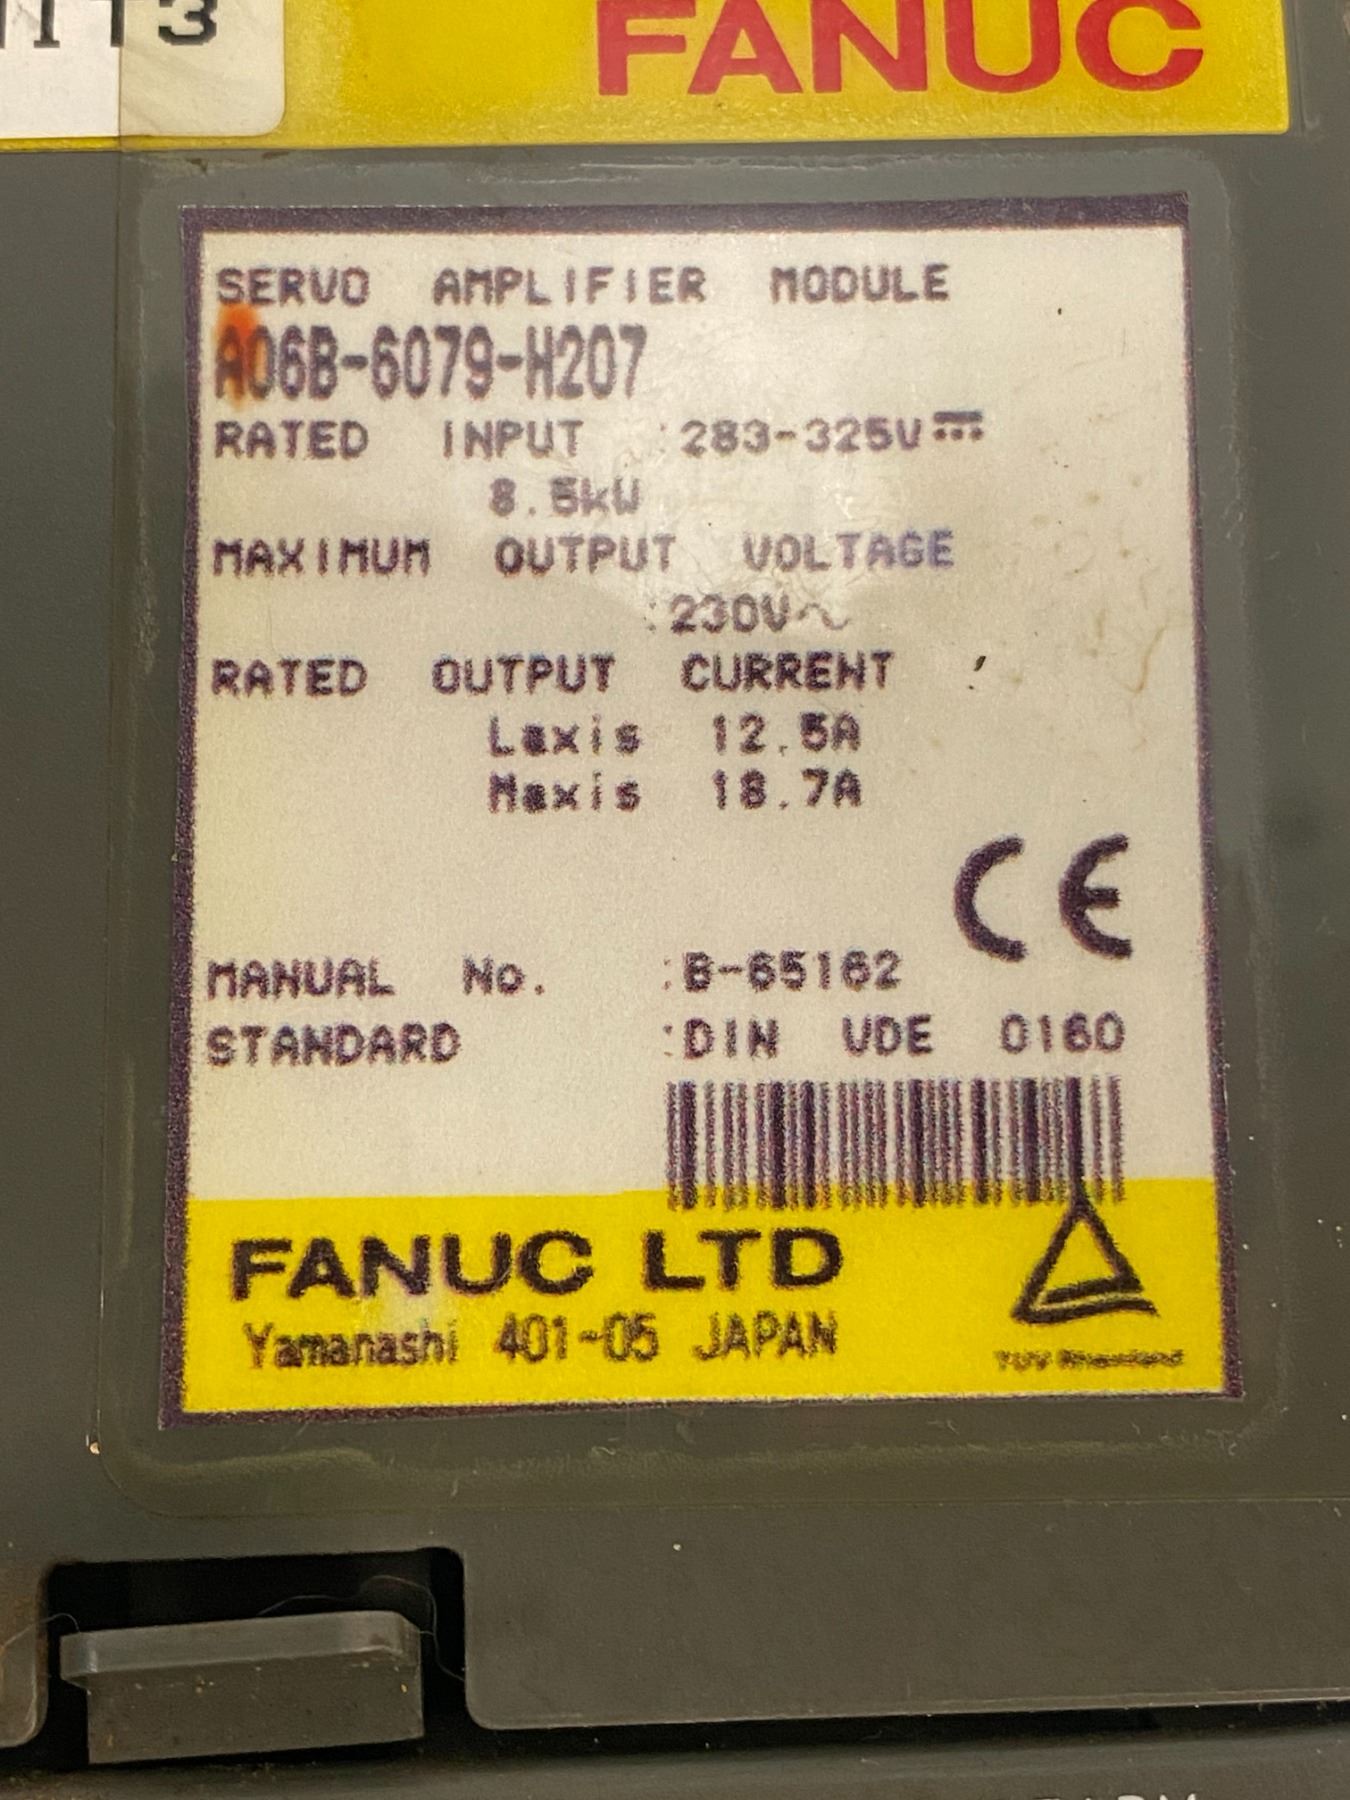 FANUC
SERVO AMPLIFIER MODULE
A06B-6079-H207
RATED INPUT :283-325V⎓
8.5kW
MAXIMUM OUTPUT VOLTAGE
:230V~
RATED OUTPUT CURRENT
Laxis 12.5A
Maxis 18.7A
CE
MANUAL No. :B-65162
STANDARD :DIN VDE 0160
FANUC LTD
Yamanashi 401-05 JAPAN
TUV Rheinland